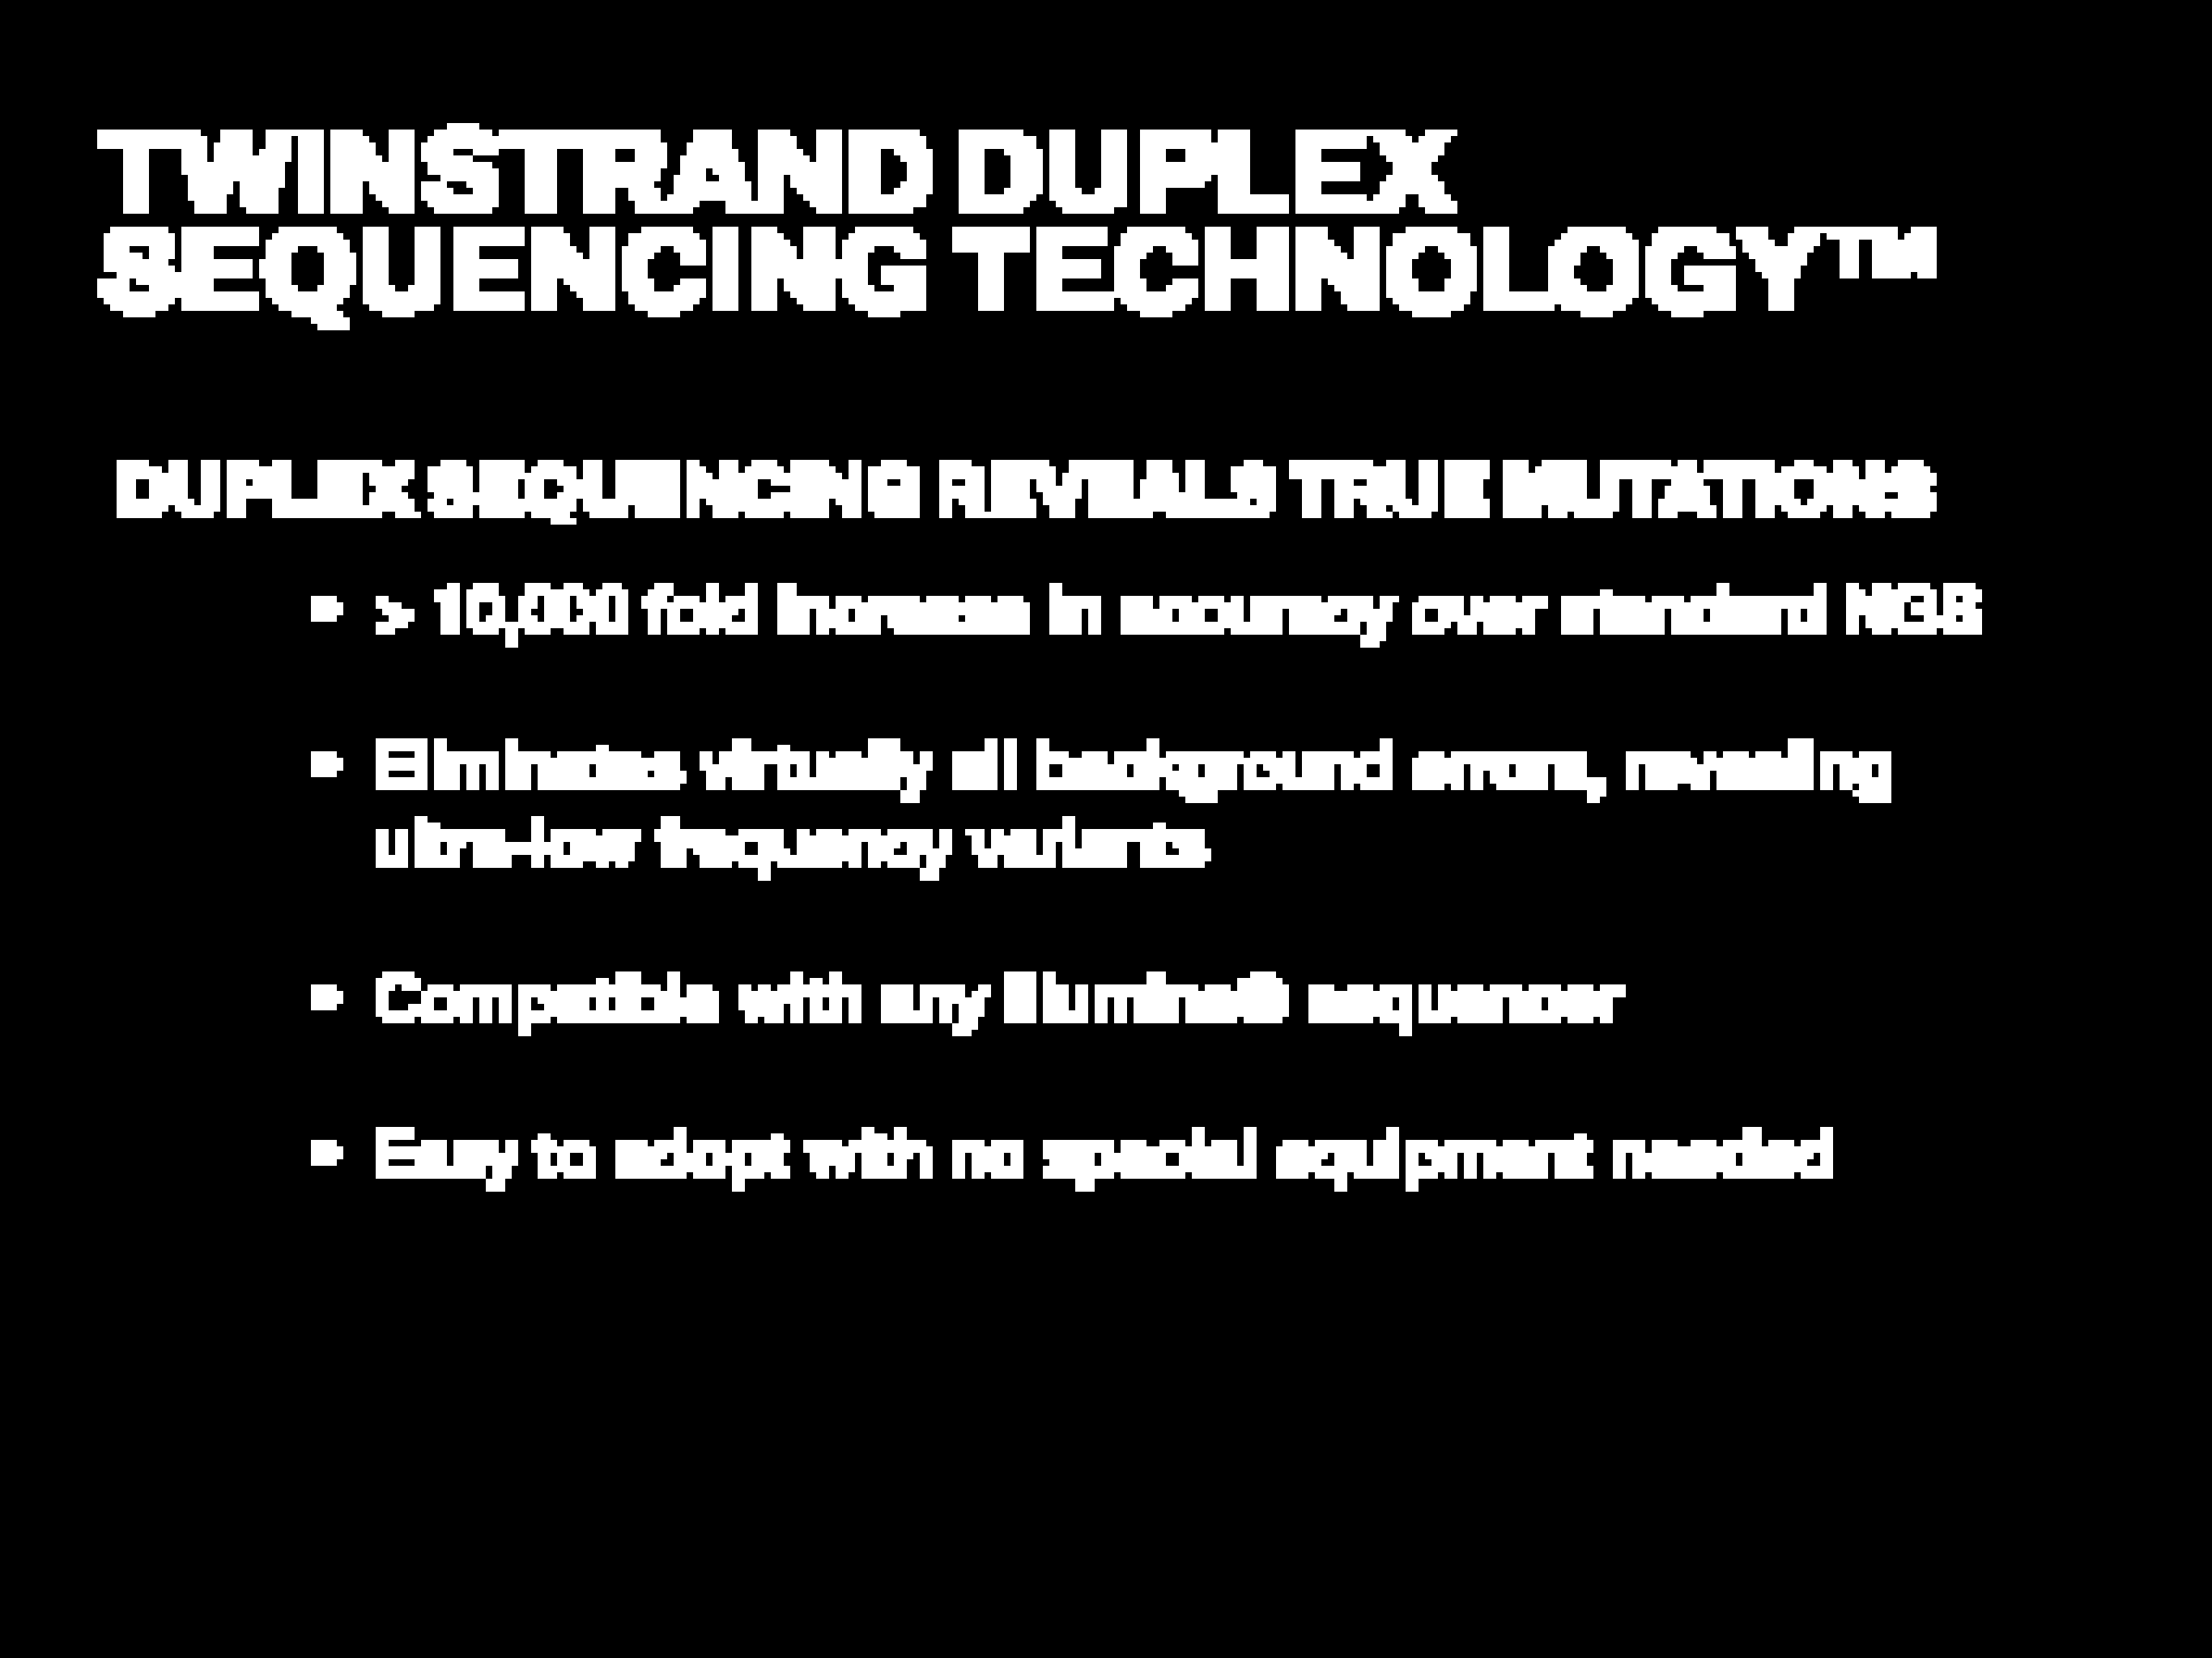 TWINSTRAND DUPLEX
SEQUENCING TECHNOLOGY™
DUPLEX SEQUENCING REVEALS TRUE MUTATIONS
• > 10,000 fold increase in accuracy over standard NGS
• Eliminates virtually all background errors, revealing
ultra-low frequency variants
• Compatible with any Illumina® sequencer
• Easy to adopt with no special equipment needed